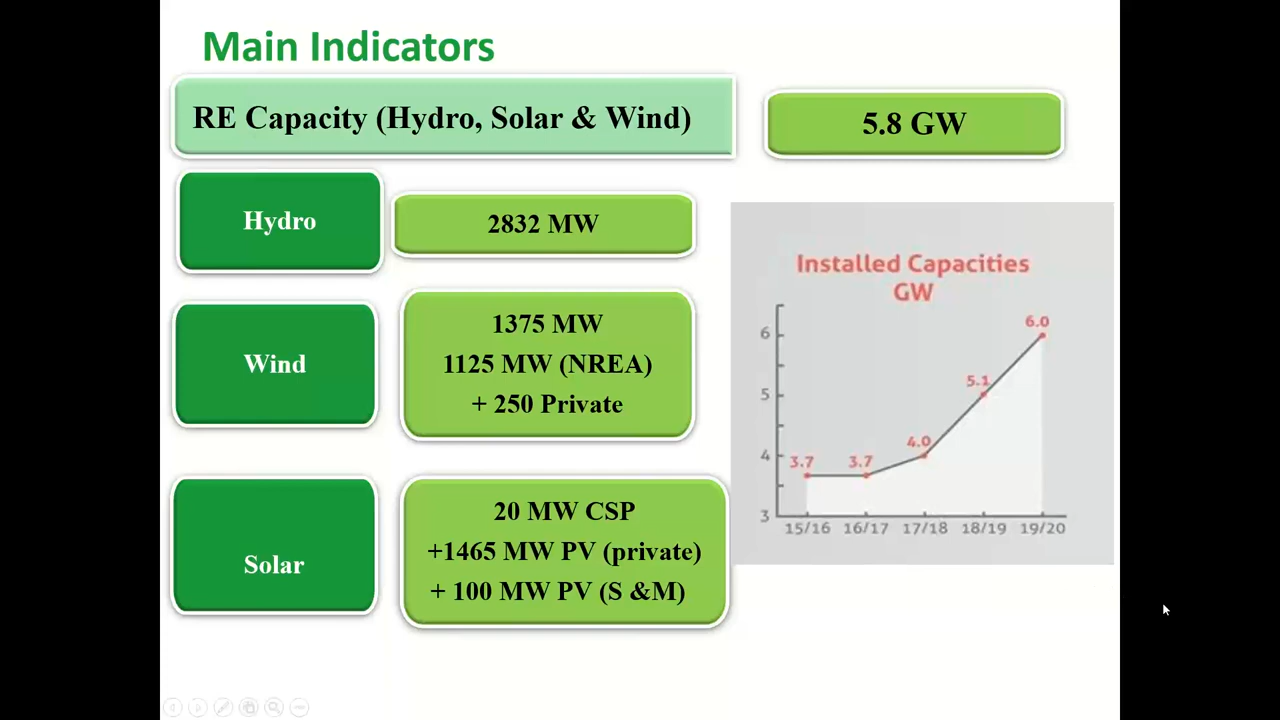 Main Indicators
RE Capacity (Hydro, Solar & Wind)
5.8 GW
Hydro
2832 MW
Wind
1375 MW
1125 MW (NREA)
+ 250 Private
Solar
20 MW CSP
+1465 MW PV (private)
+ 100 MW PV (S &M)
Installed Capacities
GW
6
5
4
3
3.7
3.7
4.0
5.1
6.0
15/16 16/17 17/18 18/19 19/20